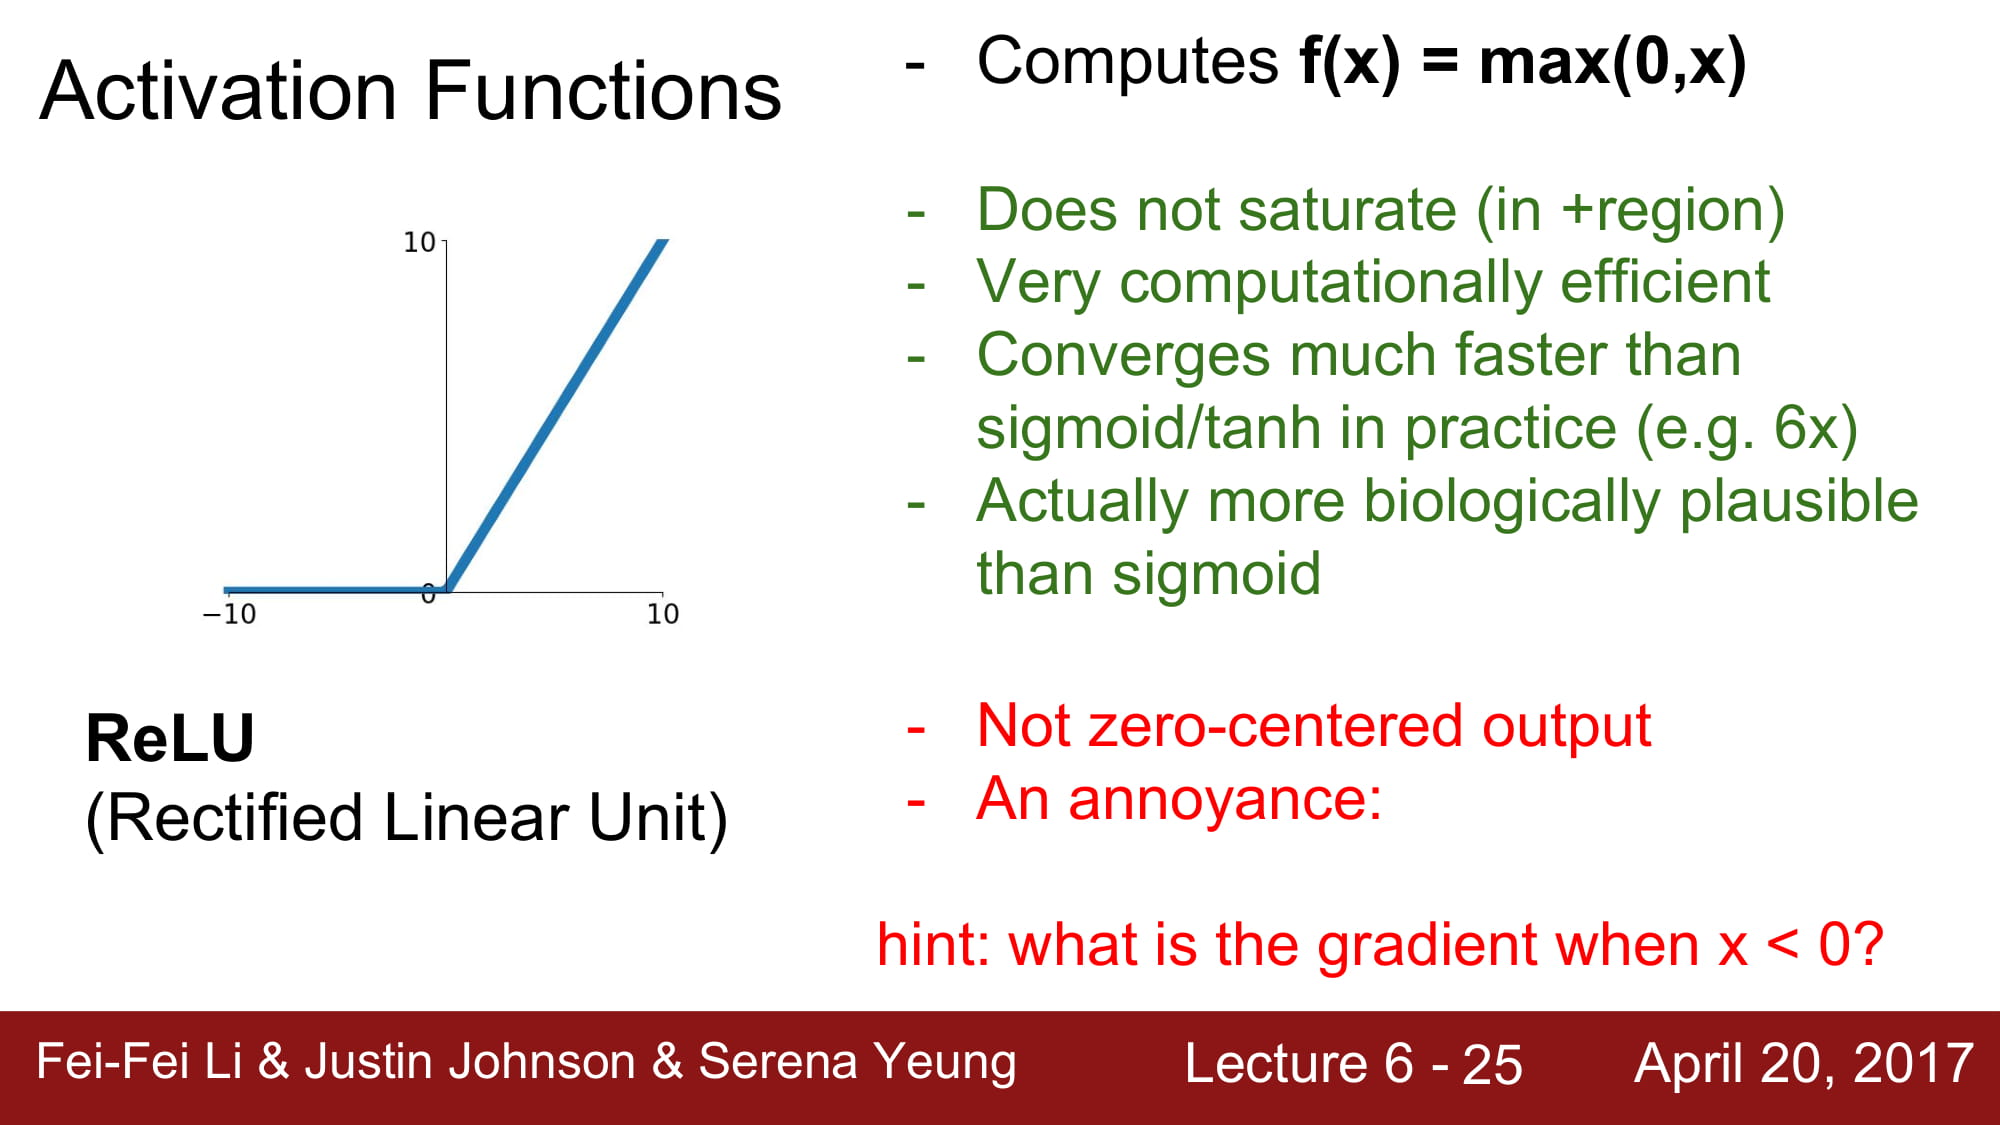 Activation Functions
- Computes f(x) = max(0,x)
- Does not saturate (in +region)
- Very computationally efficient
- Converges much faster than
sigmoid/tanh in practice (e.g. 6x)
- Actually more biologically plausible
than sigmoid
10
0
−10
10
ReLU
(Rectified Linear Unit)
- Not zero-centered output
- An annoyance:
hint: what is the gradient when x < 0?
Fei-Fei Li & Justin Johnson & Serena Yeung
Lecture 6 - 25
April 20, 2017